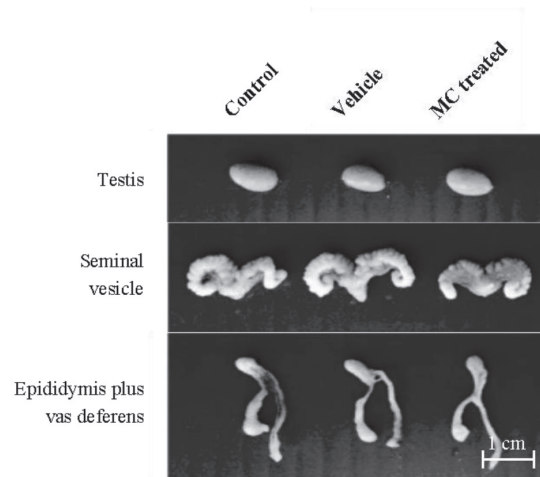 Control
Vehicle
MC treated
Testis
Seminal
vesicle
Epididymis plus
vas deferens
1 cm